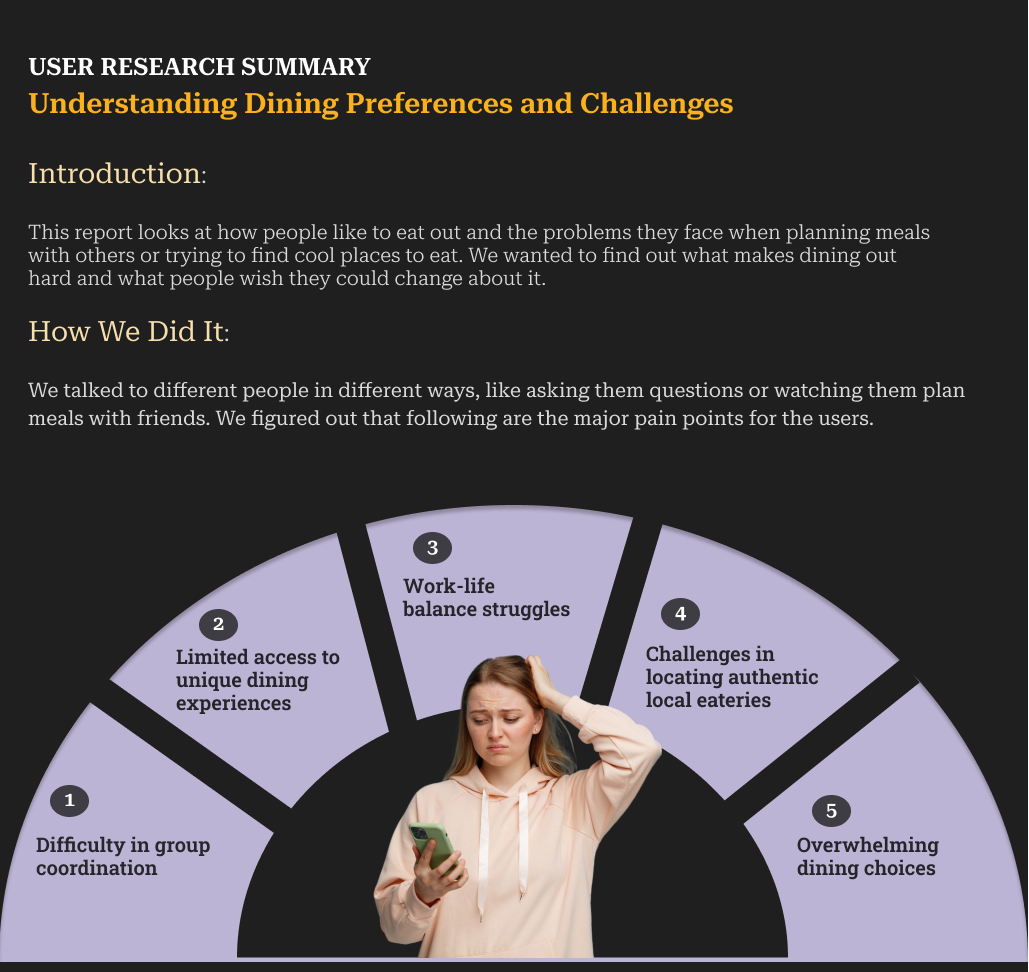 USER RESEARCH SUMMARY
Understanding Dining Preferences and Challenges
Introduction:
This report looks at how people like to eat out and the problems they face when planning meals
with others or trying to find cool places to eat. We wanted to find out what makes dining out
hard and what people wish they could change about it.
How We Did It:
We talked to different people in different ways, like asking them questions or watching them plan
meals with friends. We figured out that following are the major pain points for the users.
1
Difficulty in group
coordination
2
Limited access to
unique dining
experiences
3
Work-life
balance struggles
4
Challenges in
locating authentic
local eateries
5
Overwhelming
dining choices